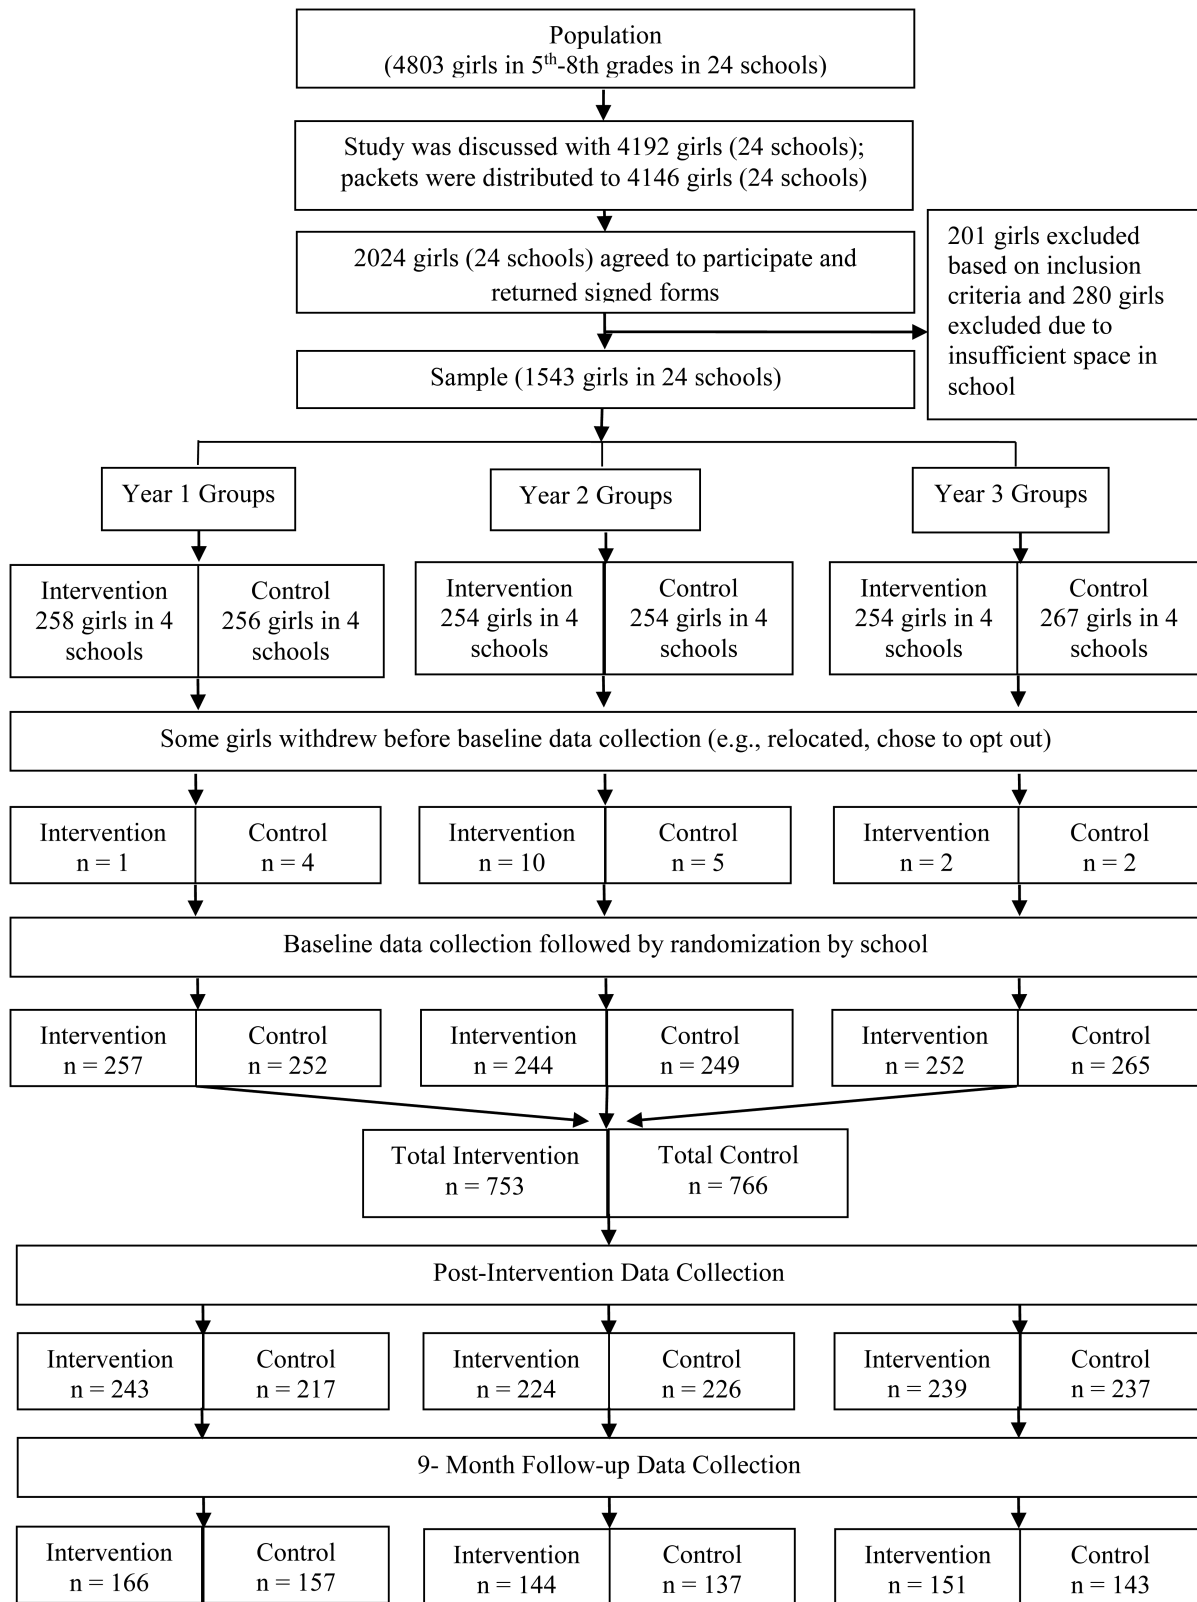 Population
(4803 girls in 5th-8th grades in 24 schools)
Study was discussed with 4192 girls (24 schools);
packets were distributed to 4146 girls (24 schools)
2024 girls (24 schools) agreed to participate and
returned signed forms
201 girls excluded
based on inclusion
criteria and 280 girls
excluded due to
insufficient space in
school
Sample (1543 girls in 24 schools)
Year 1 Groups
Year 2 Groups
Year 3 Groups
Intervention
258 girls in 4
schools
Control
256 girls in 4
schools
Intervention
254 girls in 4
schools
Control
254 girls in 4
schools
Intervention
254 girls in 4
schools
Control
267 girls in 4
schools
Some girls withdrew before baseline data collection (e.g., relocated, chose to opt out)
Intervention
n = 1
Control
n = 4
Intervention
n = 10
Control
n = 5
Intervention
n = 2
Control
n = 2
Baseline data collection followed by randomization by school
Intervention
n = 257
Control
n = 252
Intervention
n = 244
Control
n = 249
Intervention
n = 252
Control
n = 265
Total Intervention
n = 753
Total Control
n = 766
Post-Intervention Data Collection
Intervention
n = 243
Control
n = 217
Intervention
n = 224
Control
n = 226
Intervention
n = 239
Control
n = 237
9- Month Follow-up Data Collection
Intervention
n = 166
Control
n = 157
Intervention
n = 144
Control
n = 137
Intervention
n = 151
Control
n = 143